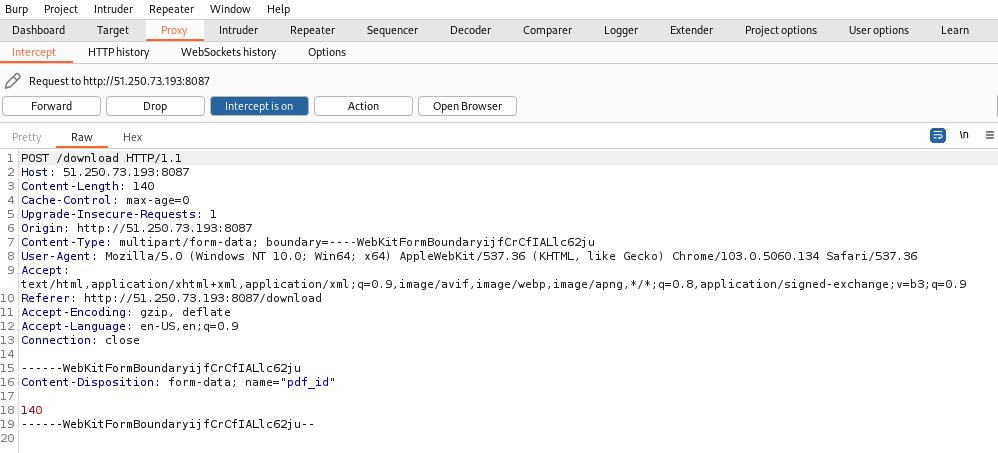 Burp Project Intruder Repeater Window Help
Dashboard Target Proxy Intruder Repeater Sequencer Decoder Comparer Logger Extender Project options User options Learn
Intercept HTTP history WebSockets history Options
Request to http://51.250.73.193:8087
Forward Drop Intercept is on Action Open Browser
Pretty Raw Hex \n
1 POST /download HTTP/1.1
2 Host: 51.250.73.193:8087
3 Content-Length: 140
4 Cache-Control: max-age=0
5 Upgrade-Insecure-Requests: 1
6 Origin: http://51.250.73.193:8087
7 Content-Type: multipart/form-data; boundary=----WebKitFormBoundaryijfCrCfIALlc62ju
8 User-Agent: Mozilla/5.0 (Windows NT 10.0; Win64; x64) AppleWebKit/537.36 (KHTML, like Gecko) Chrome/103.0.5060.134 Safari/537.36
9 Accept:
text/html,application/xhtml+xml,application/xml;q=0.9,image/avif,image/webp,image/apng,*/*;q=0.8,application/signed-exchange;v=b3;q=0.9
10 Referer: http://51.250.73.193:8087/download
11 Accept-Encoding: gzip, deflate
12 Accept-Language: en-US,en;q=0.9
13 Connection: close
14
15 ------WebKitFormBoundaryijfCrCfIALlc62ju
16 Content-Disposition: form-data; name="pdf_id"
17
18 140
19 ------WebKitFormBoundaryijfCrCfIALlc62ju--
20